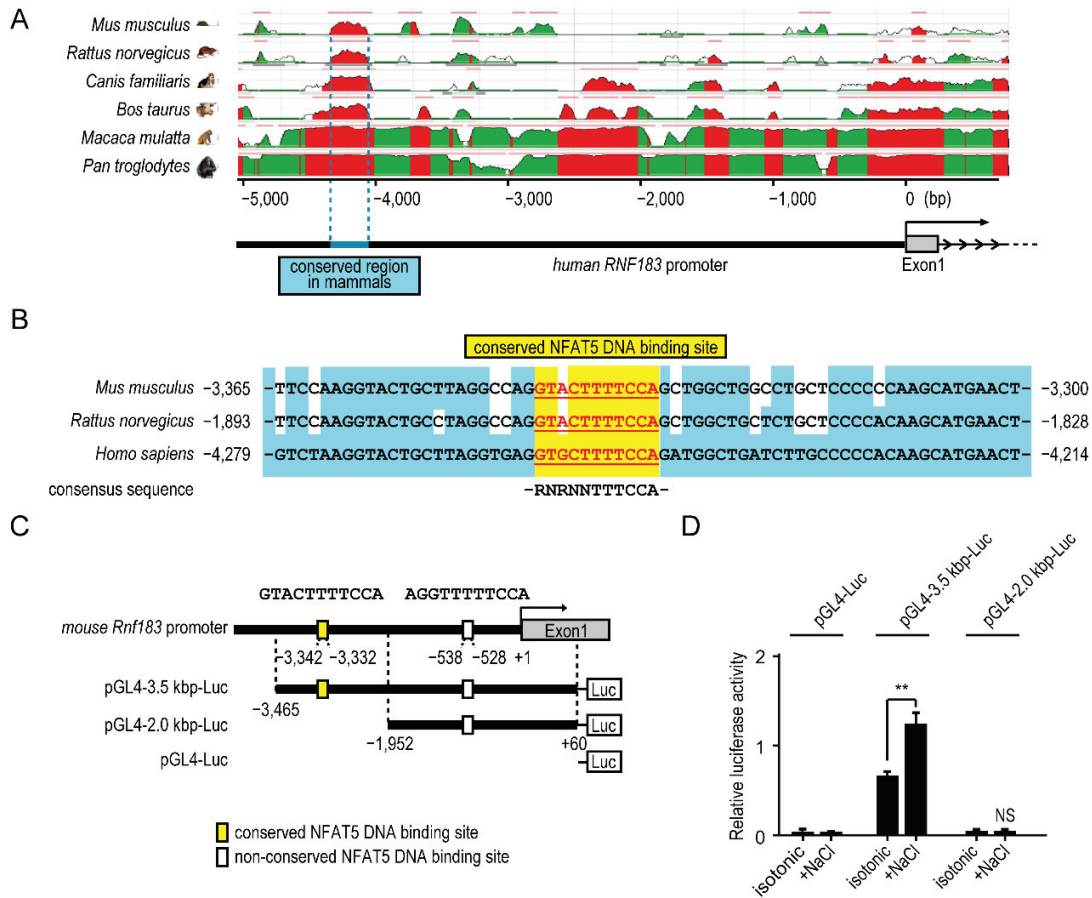 A
Mus musculus
Rattus norvegicus
Canis familiaris
Bos taurus
Macaca mulatta
Pan troglodytes
−5,000 −4,000 −3,000 −2,000 −1,000 0 (bp)
conserved region
in mammals
human RNF183 promoter
Exon1
B
conserved NFAT5 DNA binding site
Mus musculus −3,365 -TTCCAAGGTACTGCTTAGGCCAGGTACTTTTCCAGCTGGCTGGCCTGCTCCCCCCAAGCATGAACT- −3,300
Rattus norvegicus −1,893 -TTCTAAGGTACTGCCTAGGCCAGGTACTTTTCCAGCTGGCTGCTCTGCTCCCCCACAAGCATGAACT- −1,828
Homo sapiens −4,279 -GTCTAAGGTACTGCTTAGGTGAGGTGCTTTTCCAGATGGCTGATCTTGCCCCCACAAGCATGAACT- −4,214
consensus sequence -RNRNNTTTCCA-
C
GTACTTTTCCA AGGTTTTTCCA
mouse Rnf183 promoter
Exon1
−3,342 −3,332 −538 −528 +1
pGL4-3.5 kbp-Luc
Luc
−3,465
pGL4-2.0 kbp-Luc
Luc
−1,952 +60
pGL4-Luc
Luc
conserved NFAT5 DNA binding site
non-conserved NFAT5 DNA binding site
D
pGL4-Luc
pGL4-3.5 kbp-Luc
pGL4-2.0 kbp-Luc
Relative luciferase activity
2
1
0
**
NS
isotonic
+NaCl
isotonic
+NaCl
isotonic
+NaCl